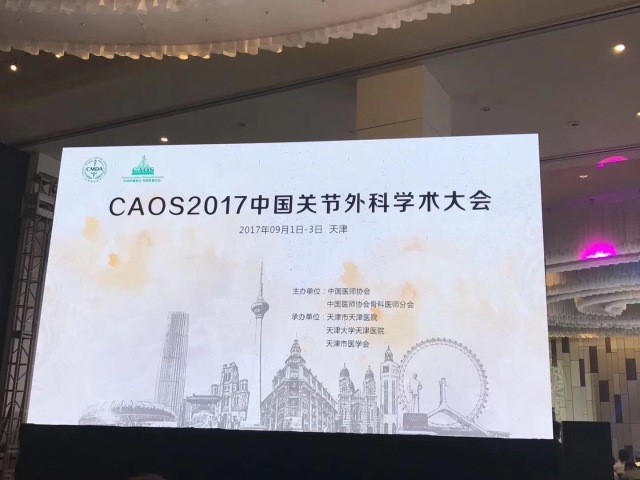 CMDA
CAOS2017中国关节外科学术大会
2017年09月1日-3日 天津
主办单位：中国医师协会
中国医师协会骨科医师分会
承办单位：天津市天津医院
天津大学天津医院
天津市医学会